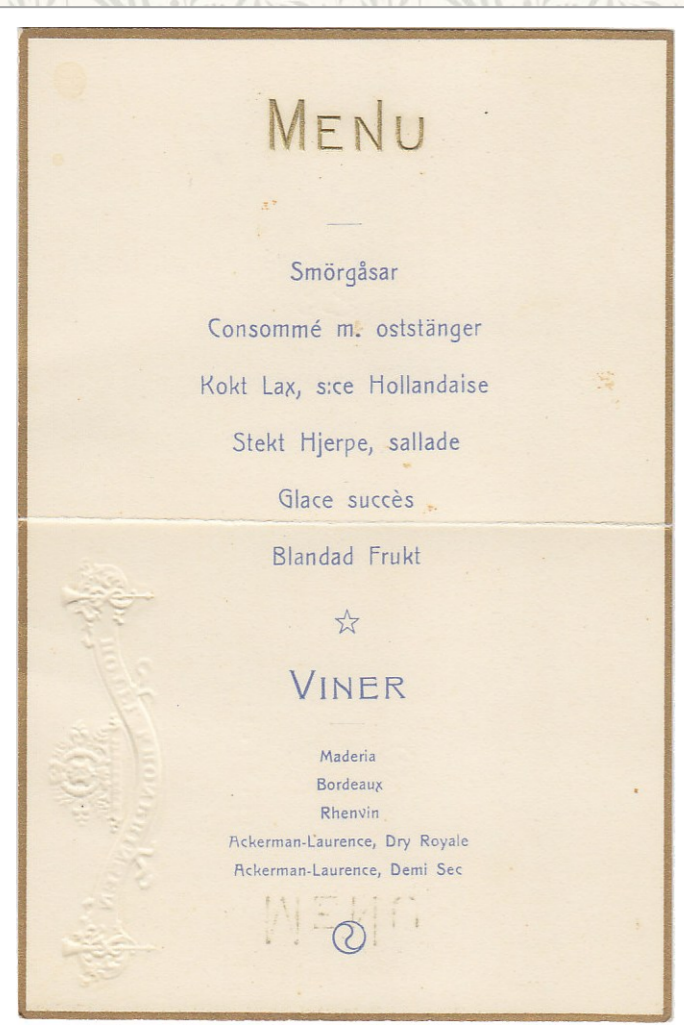 MENU
Smörgåsar
Consommé m. oststänger
Kokt Lax, s:ce Hollandaise
Stekt Hjerpe, sallade
Glace succès
Blandad Frukt
VINER
Maderia
Bordeaux
Rhenvin
Ackerman-Laurence, Dry Royale
Ackerman-Laurence, Demi Sec